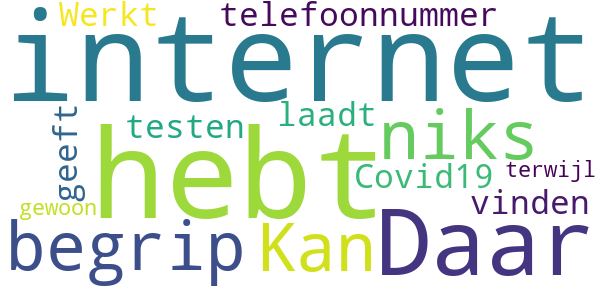 Werkt telefoonnummer
internet
geeft testen laadt niks
hebt
Covid19 terwijl
gewoon vinden
begrip Kan Daar